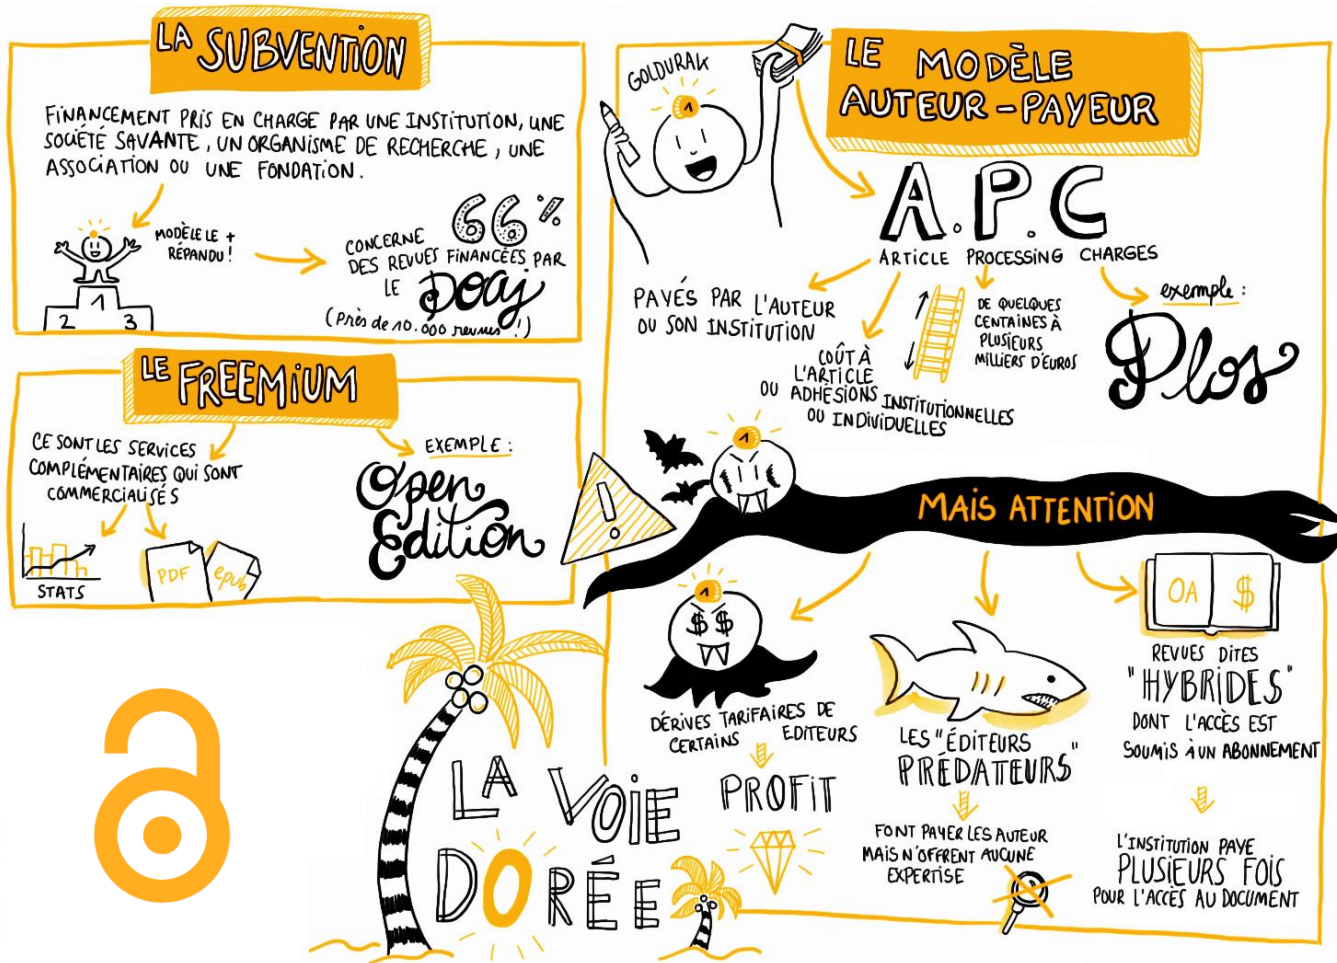 LA SUBVENTION
FINANCEMENT PRIS EN CHARGE PAR UNE INSTITUTION, UNE
SOCIÉTÉ SAVANTE, UN ORGANISME DE RECHERCHE, UNE
ASSOCIATION OU UNE FONDATION.
MODÈLE LE +
RÉPANDU !
1
2
3
CONCERNE 66%
DES REVUES FINANCÉES PAR
LE Doaj
(Près de 10.000 revues !)
LE FREEMIUM
CE SONT LES SERVICES
COMPLÉMENTAIRES QUI SONT
COMMERCIALISÉS
STATS
PDF
epub
EXEMPLE :
Open
Edition
GOLDURAK
1
LE MODÈLE
AUTEUR-PAYEUR
A.P.C
ARTICLE PROCESSING CHARGES
PAYÉS PAR L'AUTEUR
OU SON INSTITUTION
COÛT À
L'ARTICLE
OU ADHÉSIONS INSTITUTIONNELLES
OU INDIVIDUELLES
DE QUELQUES
CENTAINES À
PLUSIEURS
MILLIERS D'EUROS
exemple :
Plos
1
!
MAIS ATTENTION
1
$ $
DÉRIVES TARIFAIRES DE
CERTAINS EDITEURS
PROFIT
LES "ÉDITEURS
PRÉDATEURS"
FONT PAYER LES AUTEUR
MAIS N'OFFRENT AUCUNE
EXPERTISE
OA $
REVUES DITES
"HYBRIDES"
DONT L'ACCÈS EST
SOUMIS À UN ABONNEMENT
L'INSTITUTION PAYE
PLUSIEURS FOIS
POUR L'ACCÈS AU DOCUMENT
LA VOIE
DORÉE